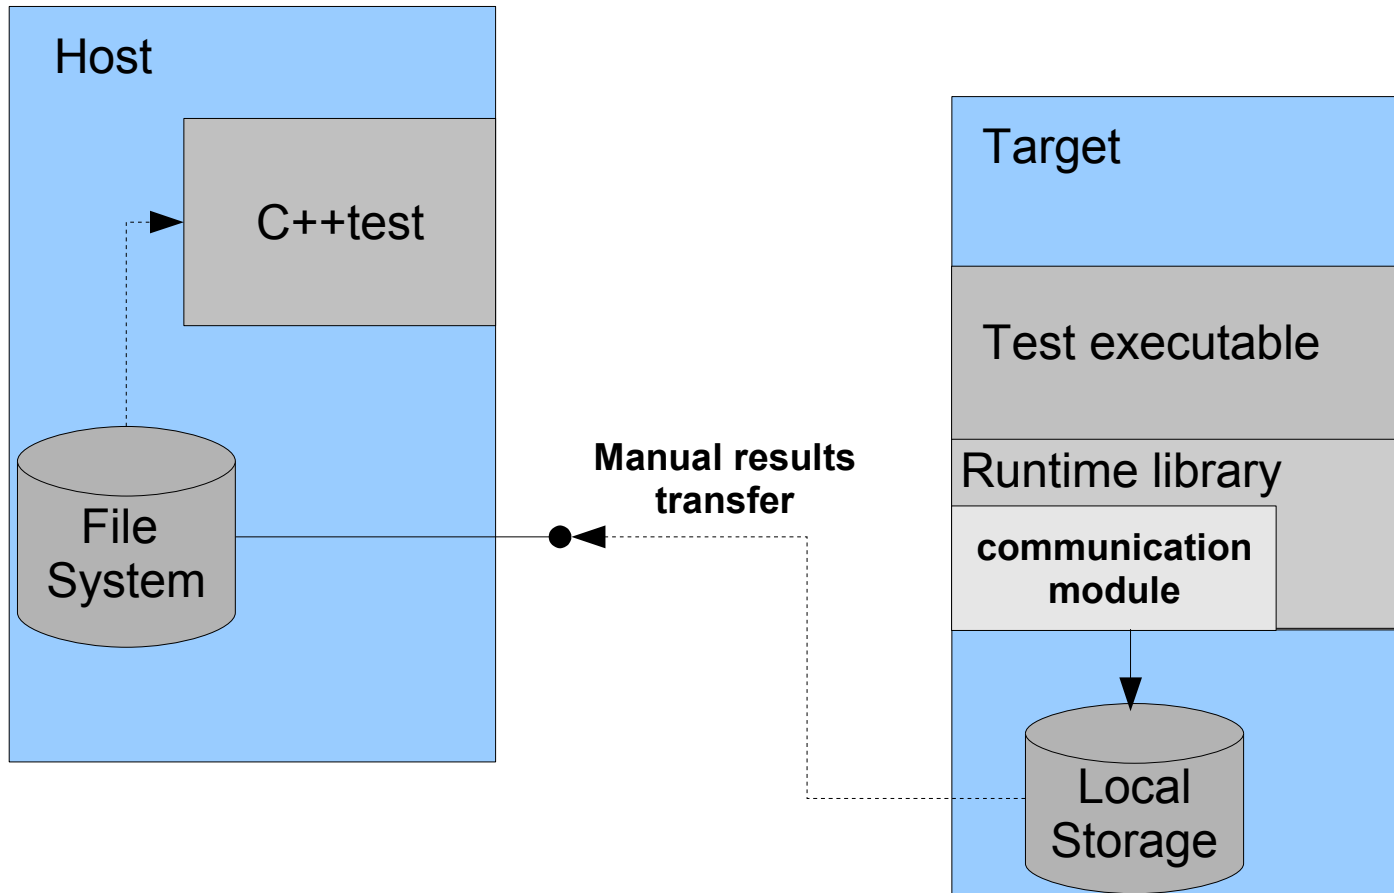 Host
C++test
File
System
Manual results
transfer
Target
Test executable
Runtime library
communication
module
Local
Storage